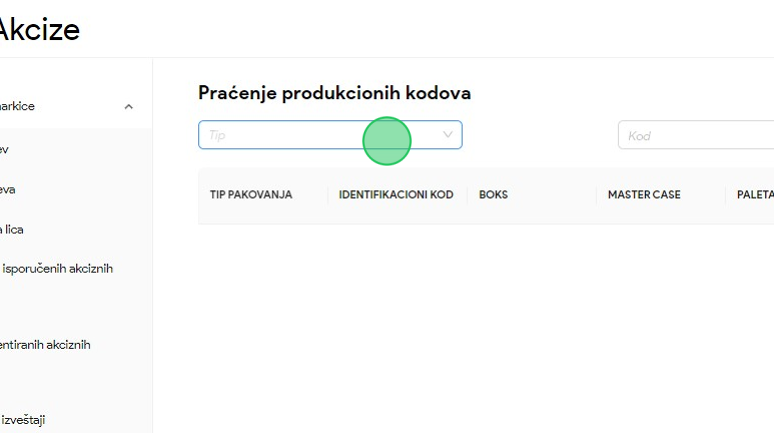 Akcize
Praćenje produkcionih kodova
Tip
Kod
TIP PAKOVANJA IDENTIFIKACIONI KOD BOKS MASTER CASE PALETA
arkice
ev
eva
lica
isporučenih akciznih
entiranih akciznih
izveštaji